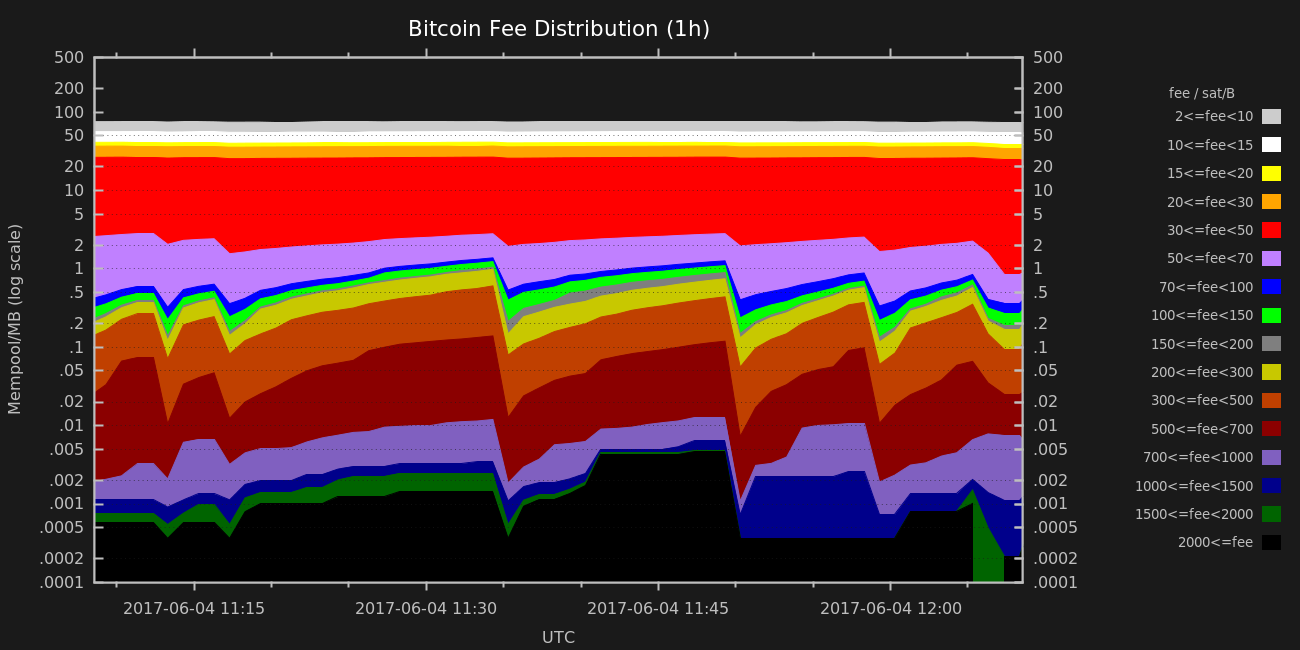 Bitcoin Fee Distribution (1h)
Mempool/MB (log scale)
500
200
100
50
20
10
5
2
1
.5
.2
.1
.05
.02
.01
.005
.002
.001
.0005
.0002
.0001
500
200
100
50
20
10
5
2
1
.5
.2
.1
.05
.02
.01
.005
.002
.001
.0005
.0002
.0001
fee / sat/B
2<=fee<10
10<=fee<15
15<=fee<20
20<=fee<30
30<=fee<50
50<=fee<70
70<=fee<100
100<=fee<150
150<=fee<200
200<=fee<300
300<=fee<500
500<=fee<700
700<=fee<1000
1000<=fee<1500
1500<=fee<2000
2000<=fee
2017-06-04 11:15
2017-06-04 11:30
2017-06-04 11:45
2017-06-04 12:00
UTC